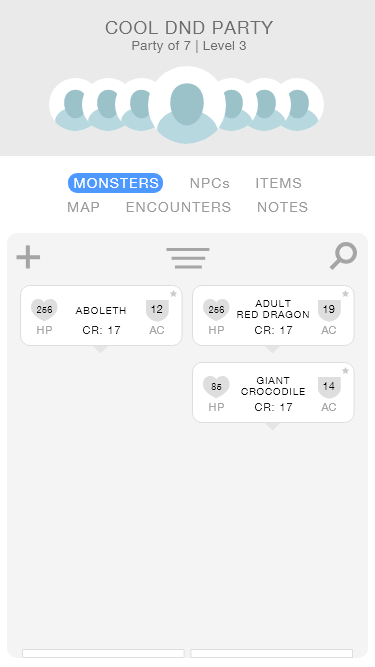 COOL DND PARTY
Party of 7 | Level 3
MONSTERS NPCs ITEMS
MAP ENCOUNTERS NOTES
256 ABOLETH 12
HP CR: 17 AC
256 ADULT RED DRAGON 19
HP CR: 17 AC
85 GIANT CROCODILE 14
HP CR: 17 AC